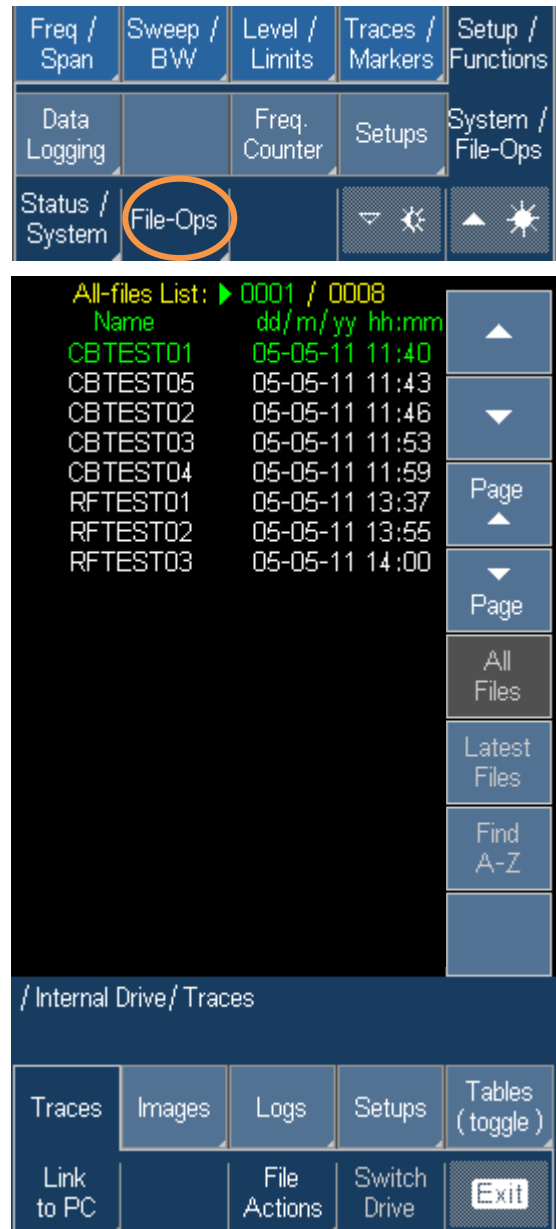 Freq / Sweep / Level / Traces / Setup /
Span BW Limits Markers Functions
Data Freq. Setups System /
Logging Counter File-Ops
Status / File-Ops
System
All-files List: 0001 / 0008
Name dd/m/yy hh:mm
CBTEST01 05-05-11 11:40
CBTEST05 05-05-11 11:43
CBTEST02 05-05-11 11:46
CBTEST03 05-05-11 11:53
CBTEST04 05-05-11 11:59
RFTEST01 05-05-11 13:37
RFTEST02 05-05-11 13:55
RFTEST03 05-05-11 14:00
Page
Page
All
Files
Latest
Files
Find
A-Z
/ Internal Drive/ Traces
Traces Images Logs Setups Tables
( toggle )
Link File Switch Exit
to PC Actions Drive